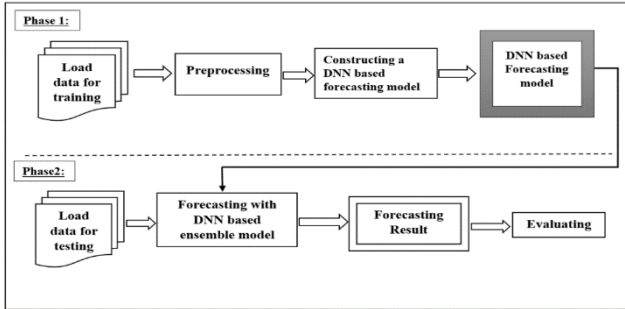 Phase 1:
Load
data for
training
Preprocessing
Constructing a
DNN based
forecasting model
DNN based
Forecasting
model
Phase2:
Load
data for
testing
Forecasting with
DNN based
ensemble model
Forecasting
Result
Evaluating